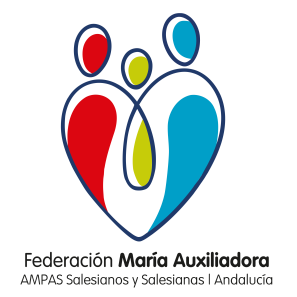 Federación María Auxiliadora
AMPAS Salesianos y Salesianas | Andalucía